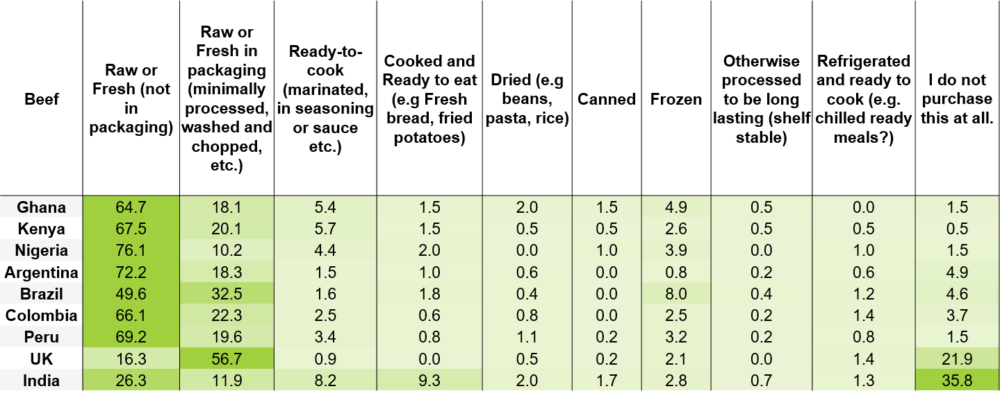 Beef
Raw or
Fresh (not
in
packaging)
Raw or
Fresh in
packaging
(minimally
processed,
washed and
chopped,
etc.)
Ready-to-
cook
(marinated,
in seasoning
or sauce
etc.)
Cooked and
Ready to eat
(e.g Fresh
bread, fried
potatoes)
Dried (e.g
beans,
pasta, rice)
Canned
Frozen
Otherwise
processed
to be long
lasting (shelf
stable)
Refrigerated
and ready to
cook (e.g.
chilled ready
meals?)
I do not
purchase
this at all.
Ghana 64.7 18.1 5.4 1.5 2.0 1.5 4.9 0.5 0.0 1.5
Kenya 67.5 20.1 5.7 1.5 0.5 0.5 2.6 0.5 0.5 0.5
Nigeria 76.1 10.2 4.4 2.0 0.0 1.0 3.9 0.0 1.0 1.5
Argentina 72.2 18.3 1.5 1.0 0.6 0.0 0.8 0.2 0.6 4.9
Brazil 49.6 32.5 1.6 1.8 0.4 0.0 8.0 0.4 1.2 4.6
Colombia 66.1 22.3 2.5 0.6 0.8 0.0 2.5 0.2 1.4 3.7
Peru 69.2 19.6 3.4 0.8 1.1 0.2 3.2 0.2 0.8 1.5
UK 16.3 56.7 0.9 0.0 0.5 0.2 2.1 0.0 1.4 21.9
India 26.3 11.9 8.2 9.3 2.0 1.7 2.8 0.7 1.3 35.8